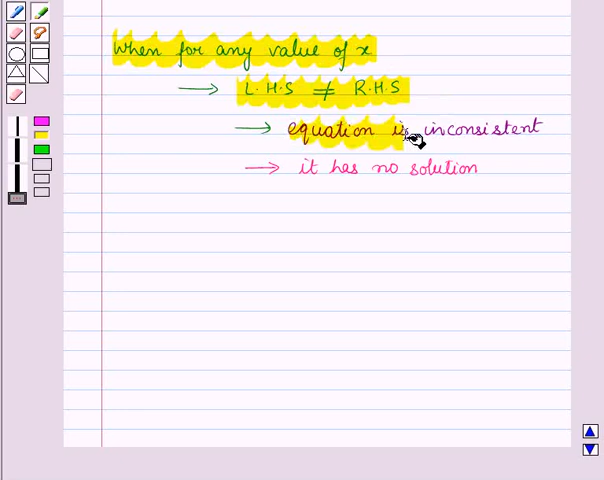 When for any value of x
→ L.H.S ≠ R.H.S
→ equation is inconsistent
→ it has no solution